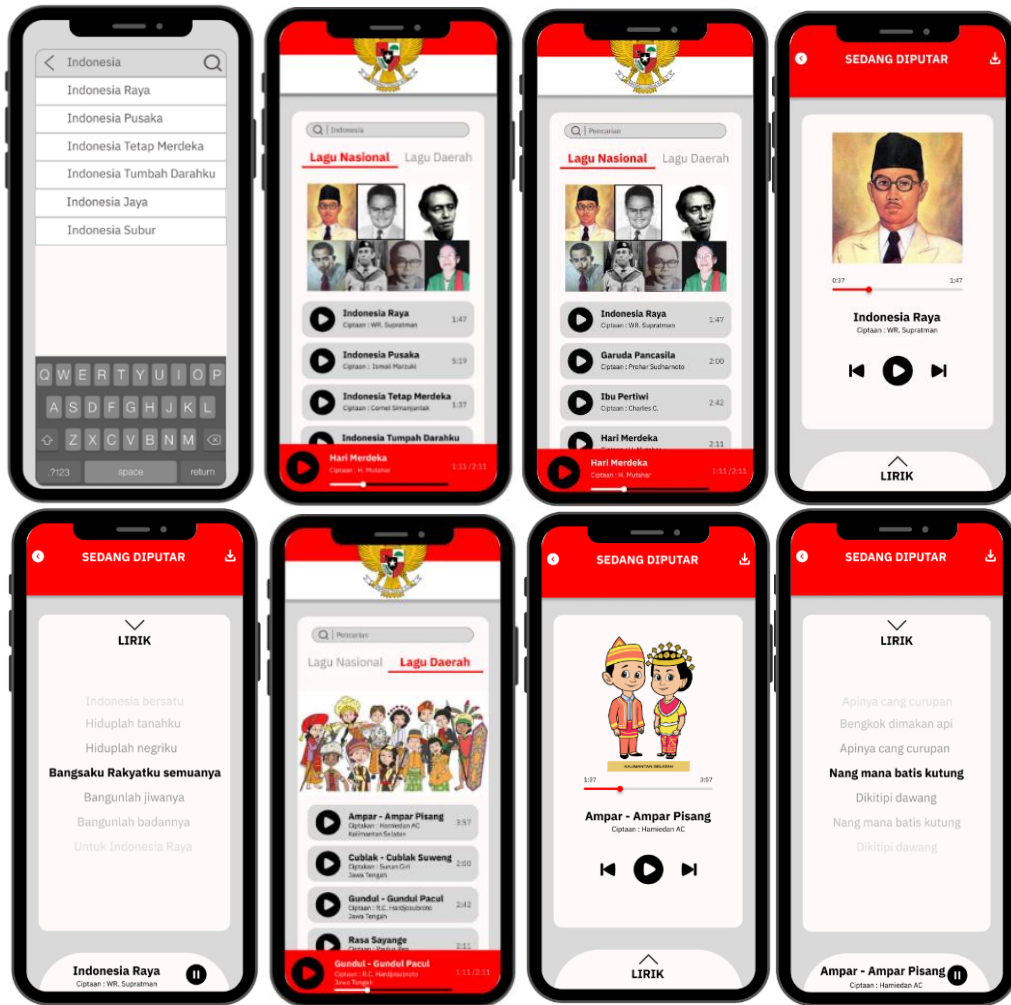 Indonesia
Indonesia Raya
Indonesia Pusaka
Indonesia Tetap Merdeka
Indonesia Tumbah Darahku
Indonesia Jaya
Indonesia Subur
Q W E R T Y U I O P
A S D F G H J K L
Z X C V B N M
.?123 space return
Indonesia
Lagu Nasional Lagu Daerah
Indonesia Raya
Ciptaan : WR. Supratman 1:47
Indonesia Pusaka
Ciptaan : Ismail Marzuki 5:19
Indonesia Tetap Merdeka
Ciptaan : Cornel Simanjuntak 1:37
Indonesia Tumpah Darahku
Hari Merdeka
Ciptaan : H. Mutahar 1:11 /2:11
Pencarian
Lagu Nasional Lagu Daerah
Indonesia Raya
Ciptaan : WR. Supratman 1:47
Garuda Pancasila
Ciptaan : Prohar Sudharnoto 2:00
Ibu Pertiwi
Ciptaan : Charles C. 2:42
Hari Merdeka
Ciptaan : H. Mutahar 2:11
Hari Merdeka
Ciptaan : H. Mutahar 1:11 /2:11
SEDANG DIPUTAR
0:37 1:47
Indonesia Raya
Ciptaan : WR. Supratman
LIRIK
SEDANG DIPUTAR
LIRIK
Indonesia bersatu
Hiduplah tanahku
Hiduplah negriku
Bangsaku Rakyatku semuanya
Bangunlah jiwanya
Bangunlah badannya
Untuk Indonesia Raya
Indonesia Raya
Ciptaan : WR. Supratman
Pencarian
Lagu Nasional Lagu Daerah
Ampar - Ampar Pisang
Ciptakan : Hamiedan AC 3:57
Kalimantan Selatan
Cublak - Cublak Suweng
Ciptakan : Sunan Giri 2:00
Jawa Tengah
Gundul - Gundul Pacul
Ciptaan : R.C. Hardjosubroto 2:42
Jawa Tengah
Rasa Sayange
2:11
Gundul - Gundul Pacul
Ciptaan : R.C. Hardjosubroto 1:11 /2:11
Jawa Tengah
SEDANG DIPUTAR
KALIMANTAN SELATAN
1:37 3:57
Ampar - Ampar Pisang
Ciptaan : Hamiedan AC
LIRIK
SEDANG DIPUTAR
LIRIK
Apinya cang curupan
Bengkok dimakan api
Apinya cang curupan
Nang mana batis kutung
Dikitipi dawang
Nang mana batis kutung
Dikitipi dawang
Ampar - Ampar Pisang
Ciptaan : Hamiedan AC